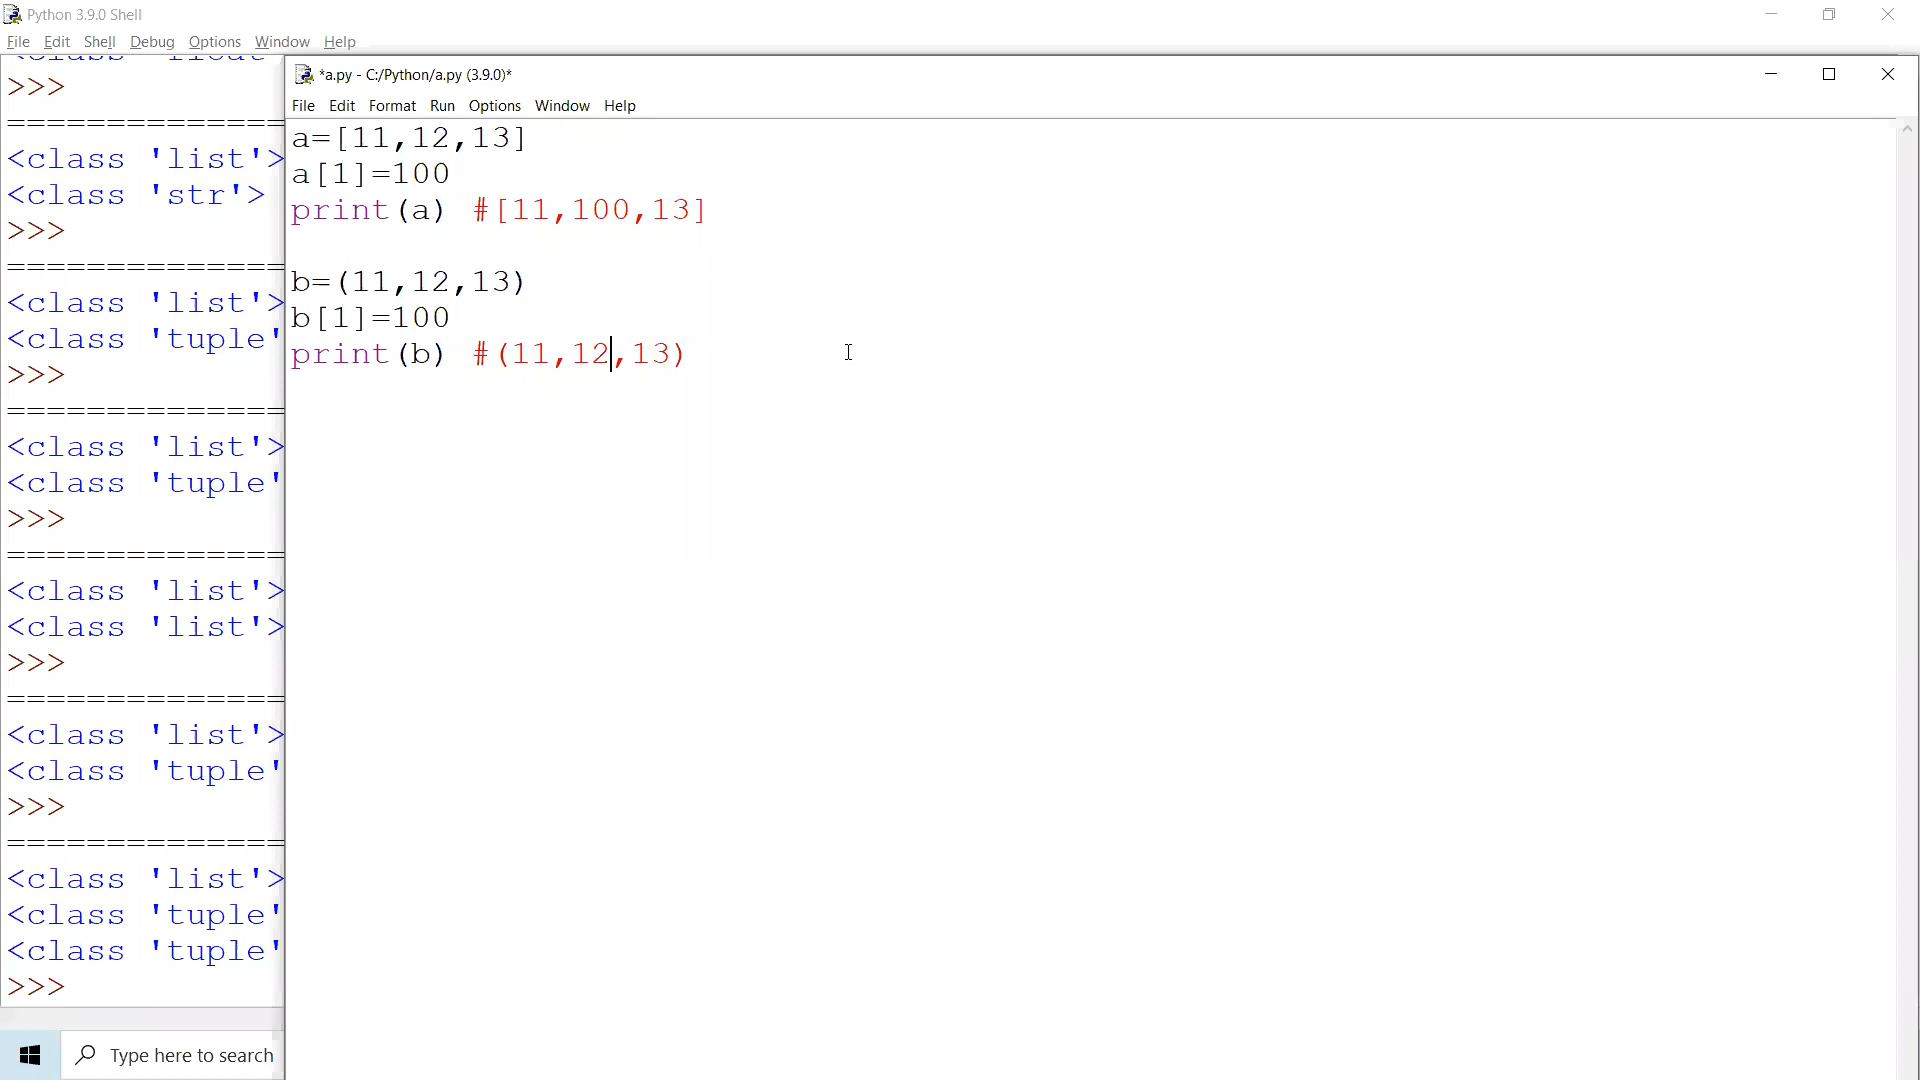 Python 3.9.0 Shell
File Edit Shell Debug Options Window Help
>>>
==============
<class 'list'>
<class 'str'>
>>>
==============
<class 'list'>
<class 'tuple'
>>>
==============
<class 'list'>
<class 'tuple'
>>>
==============
<class 'list'>
<class 'list'>
>>>
==============
<class 'list'>
<class 'tuple'
>>>
==============
<class 'list'>
<class 'tuple'
<class 'tuple'
>>>
*a.py - C:/Python/a.py (3.9.0)*
File Edit Format Run Options Window Help
a=[11,12,13]
a[1]=100
print(a) #[11,100,13]
b=(11,12,13)
b[1]=100
print(b) #(11,12,13)
Type here to search